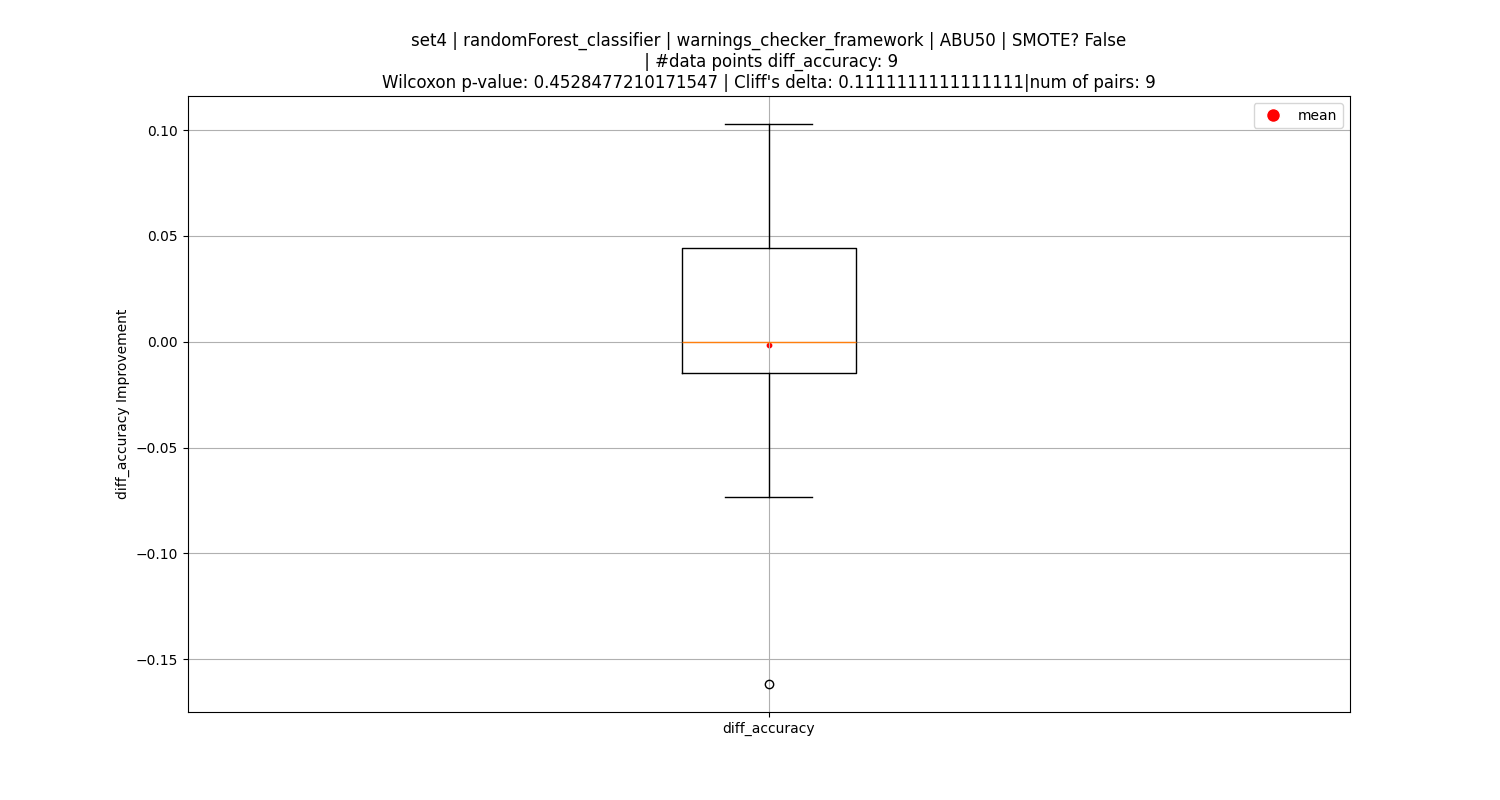 set4 | randomForest_classifier | warnings_checker_framework | ABU50 | SMOTE? False
| #data points diff_accuracy: 9
Wilcoxon p-value: 0.4528477210171547 | Cliff's delta: 0.1111111111111111|num of pairs: 9
mean
0.10
0.05
0.00
−0.05
−0.10
−0.15
diff_accuracy Improvement
diff_accuracy